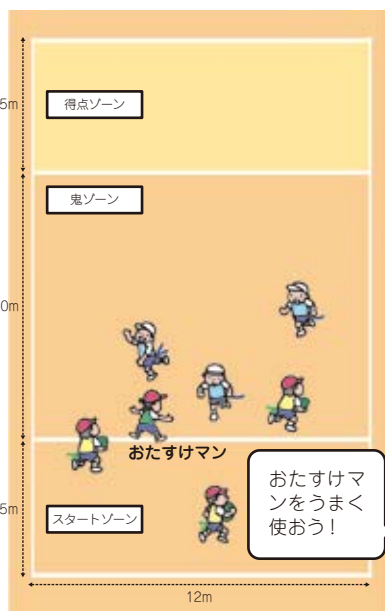 5m
得点ゾーン
鬼ゾーン
0m
おたすけマン
おたすけマ
ンをうまく
使おう!
5m
スタートゾーン
12m